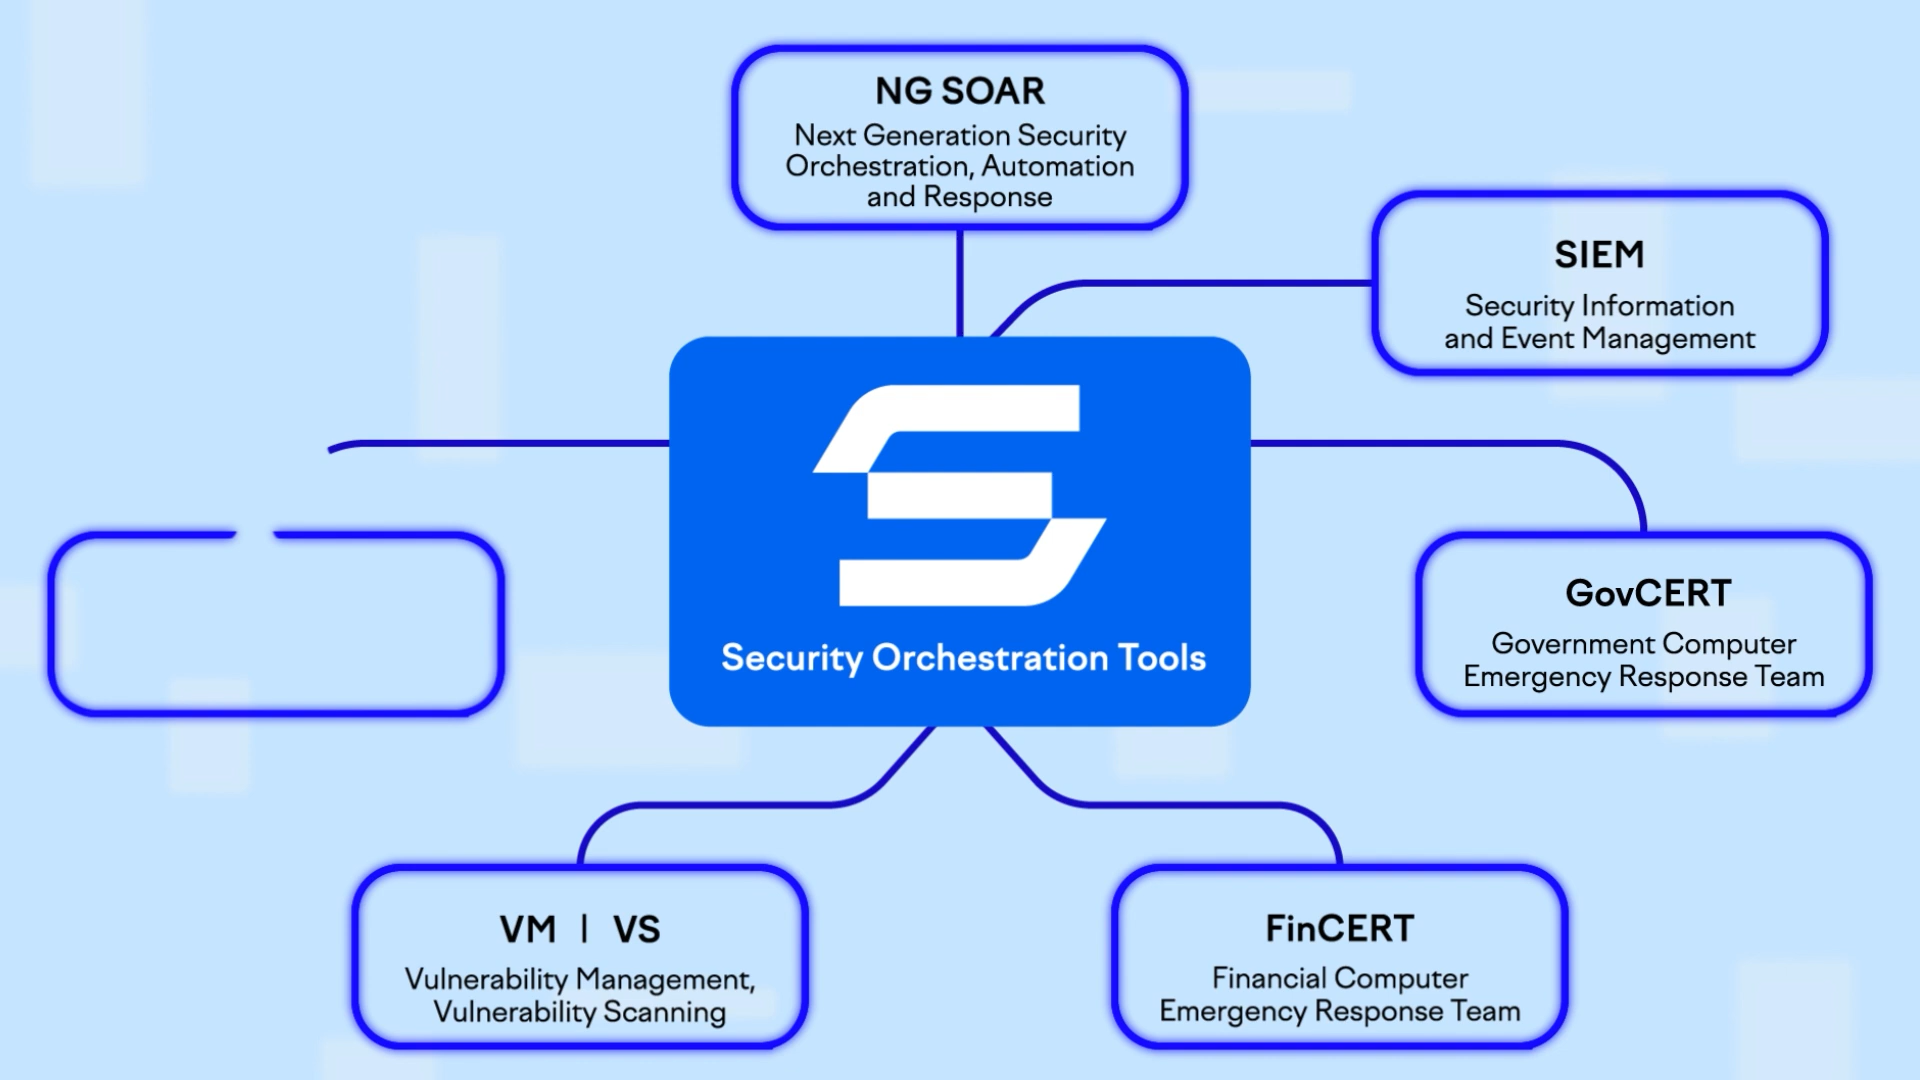 NG SOAR
Next Generation Security
Orchestration, Automation
and Response
SIEM
Security Information
and Event Management
Security Orchestration Tools
GovCERT
Government Computer
Emergency Response Team
VM | VS
Vulnerability Management,
Vulnerability Scanning
FinCERT
Financial Computer
Emergency Response Team